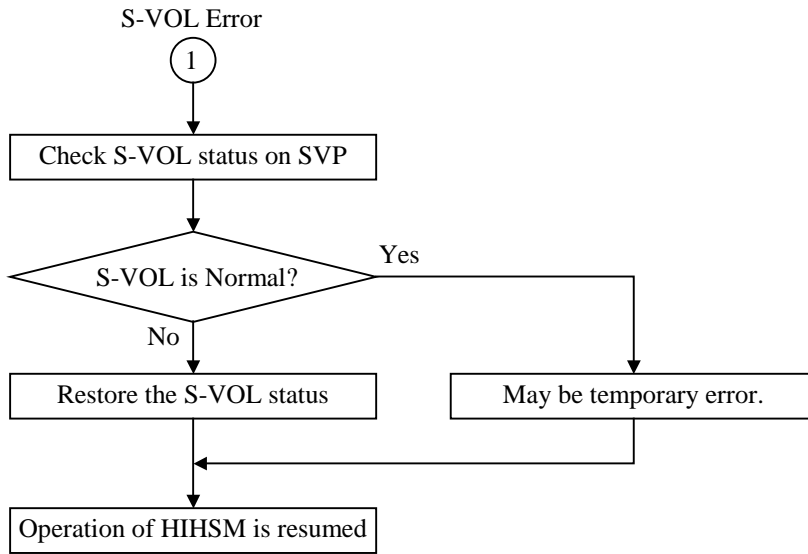 S-VOL Error
1
Check S-VOL status on SVP
S-VOL is Normal?
Yes
No
Restore the S-VOL status
May be temporary error.
Operation of HIHSM is resumed